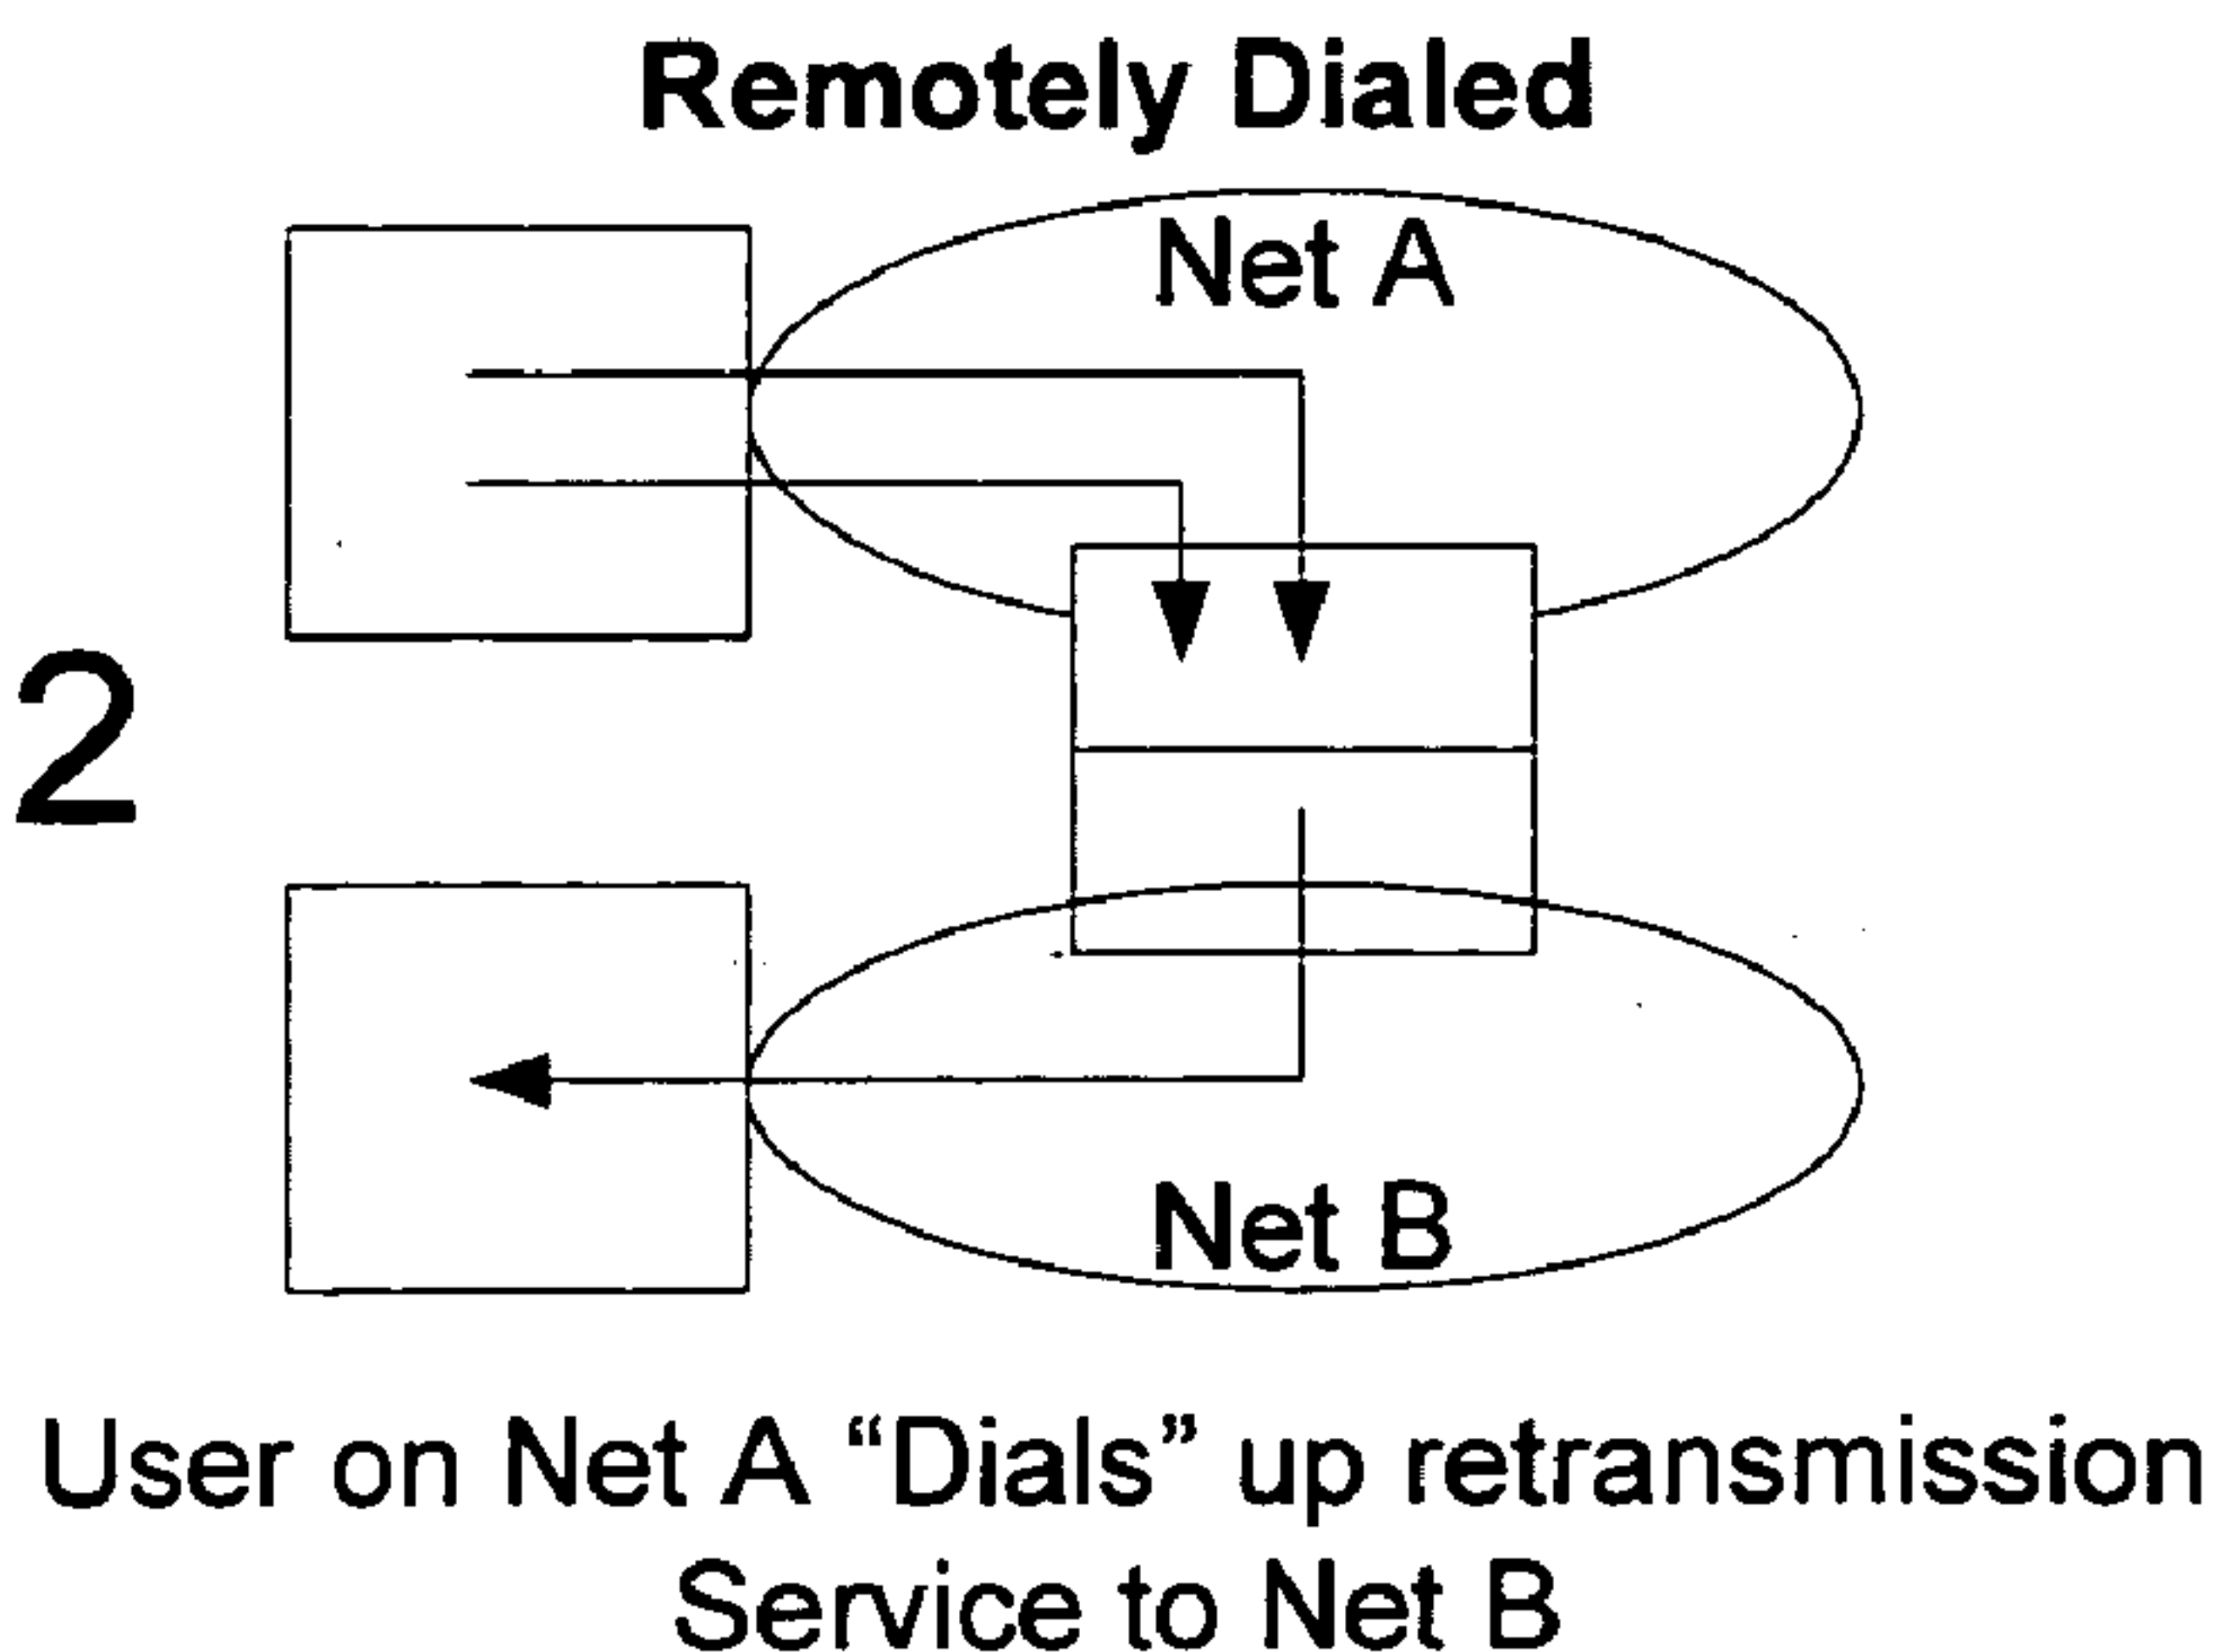 Remotely Dialed
Net A
2
Net B
User on Net A “Dials” up retransmission
Service to Net B